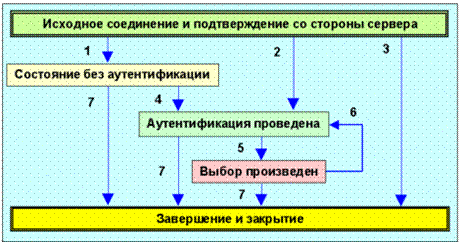 Исходное соединение и подтверждение со стороны сервера
1
2
3
Состояние без аутентификации
7
4
6
Аутентификация проведена
5
7
Выбор произведен
7
Завершение и закрытие